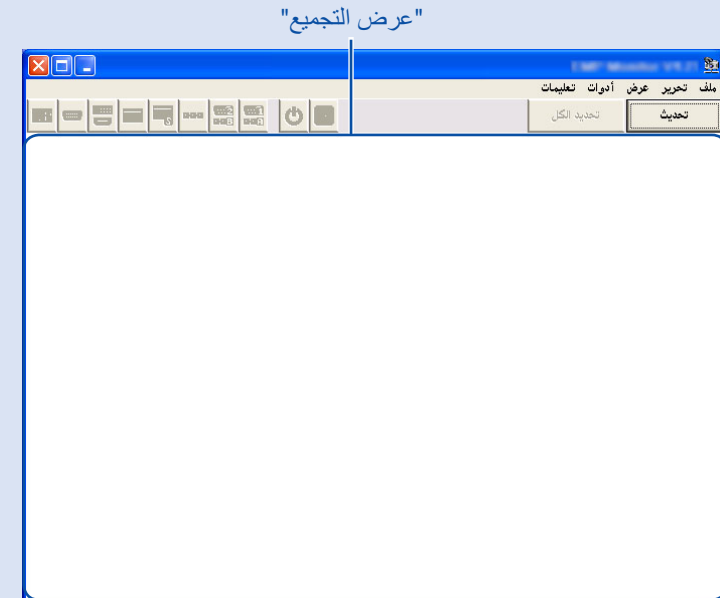 "عرض التجميع"
ملف تحرير عرض أدوات تعليمات
تحديث تحديد الكل